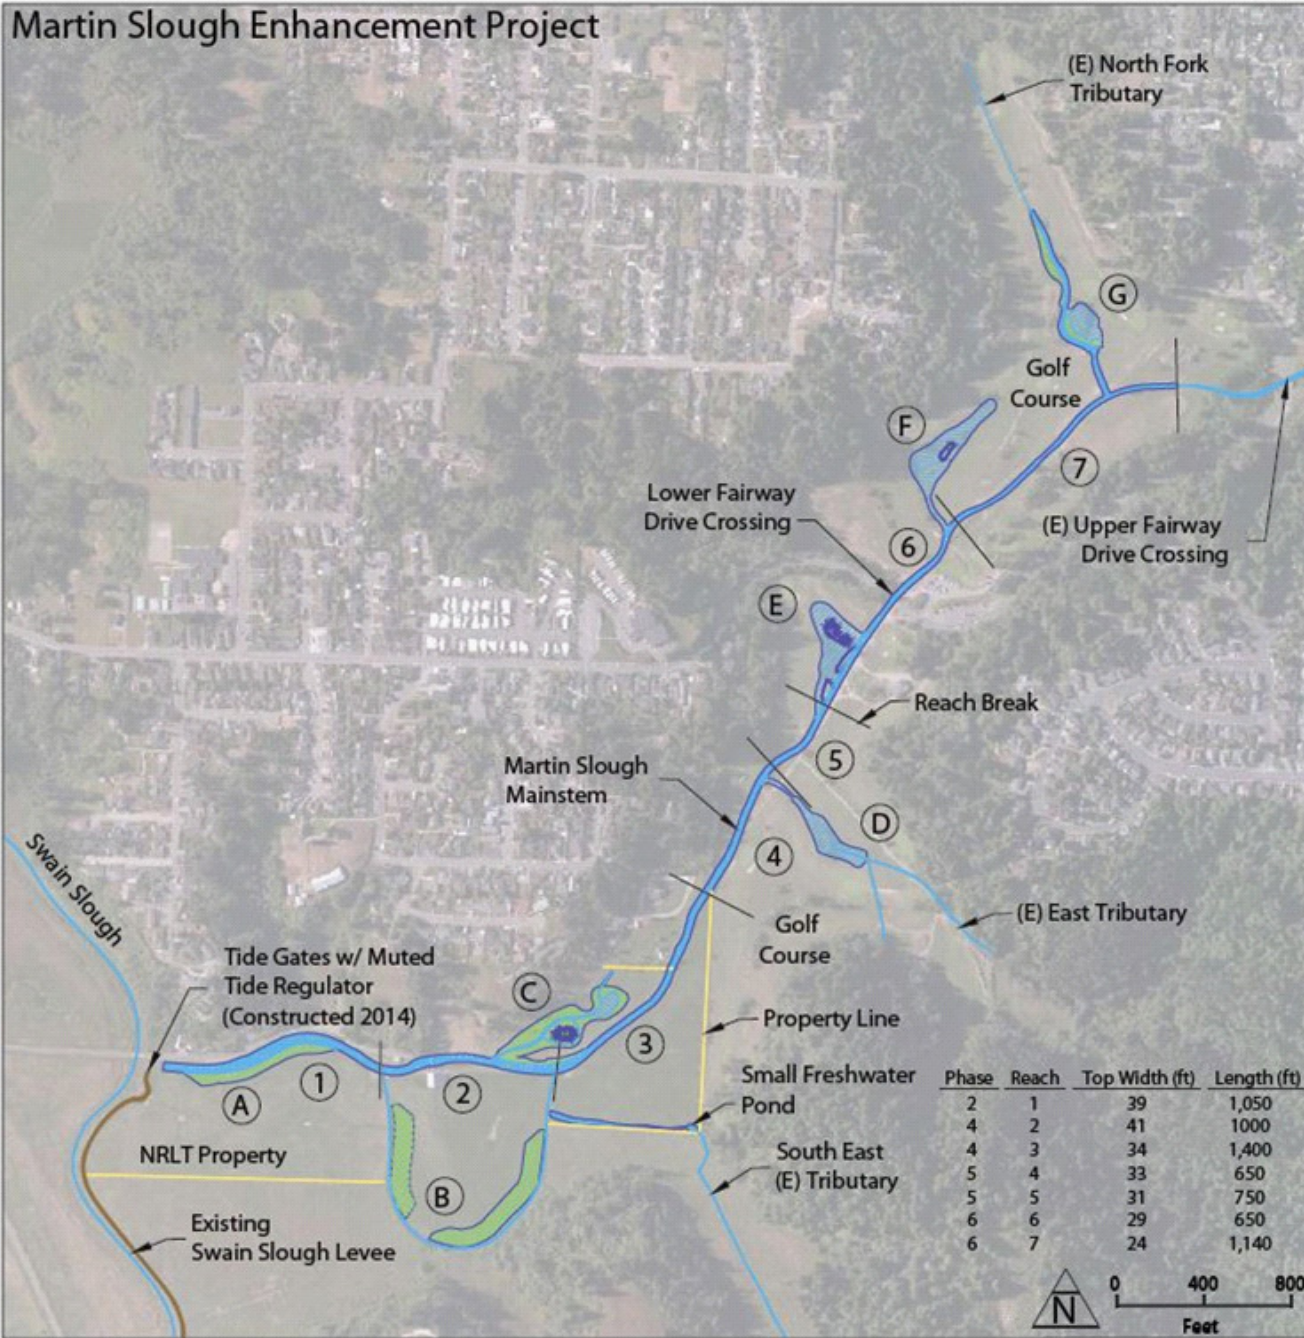 Martin Slough Enhancement Project
(E) North Fork
Tributary
G
Golf
Course
F
7
Lower Fairway
Drive Crossing
(E) Upper Fairway
Drive Crossing
6
E
Reach Break
5
Martin Slough
Mainstem
D
4
Swain Slough
(E) East Tributary
Golf
Course
Tide Gates w/ Muted
Tide Regulator
(Constructed 2014)
C
Property Line
3
1
2
A
Small Freshwater
Pond
NRLT Property
South East
(E) Tributary
B
Existing
Swain Slough Levee
Phase Reach Top Width (ft) Length (ft)
2 1 39 1,050
4 2 41 1000
4 3 34 1,400
5 4 33 650
5 5 31 750
6 6 29 650
6 7 24 1,140
N
0 400 800
Feet